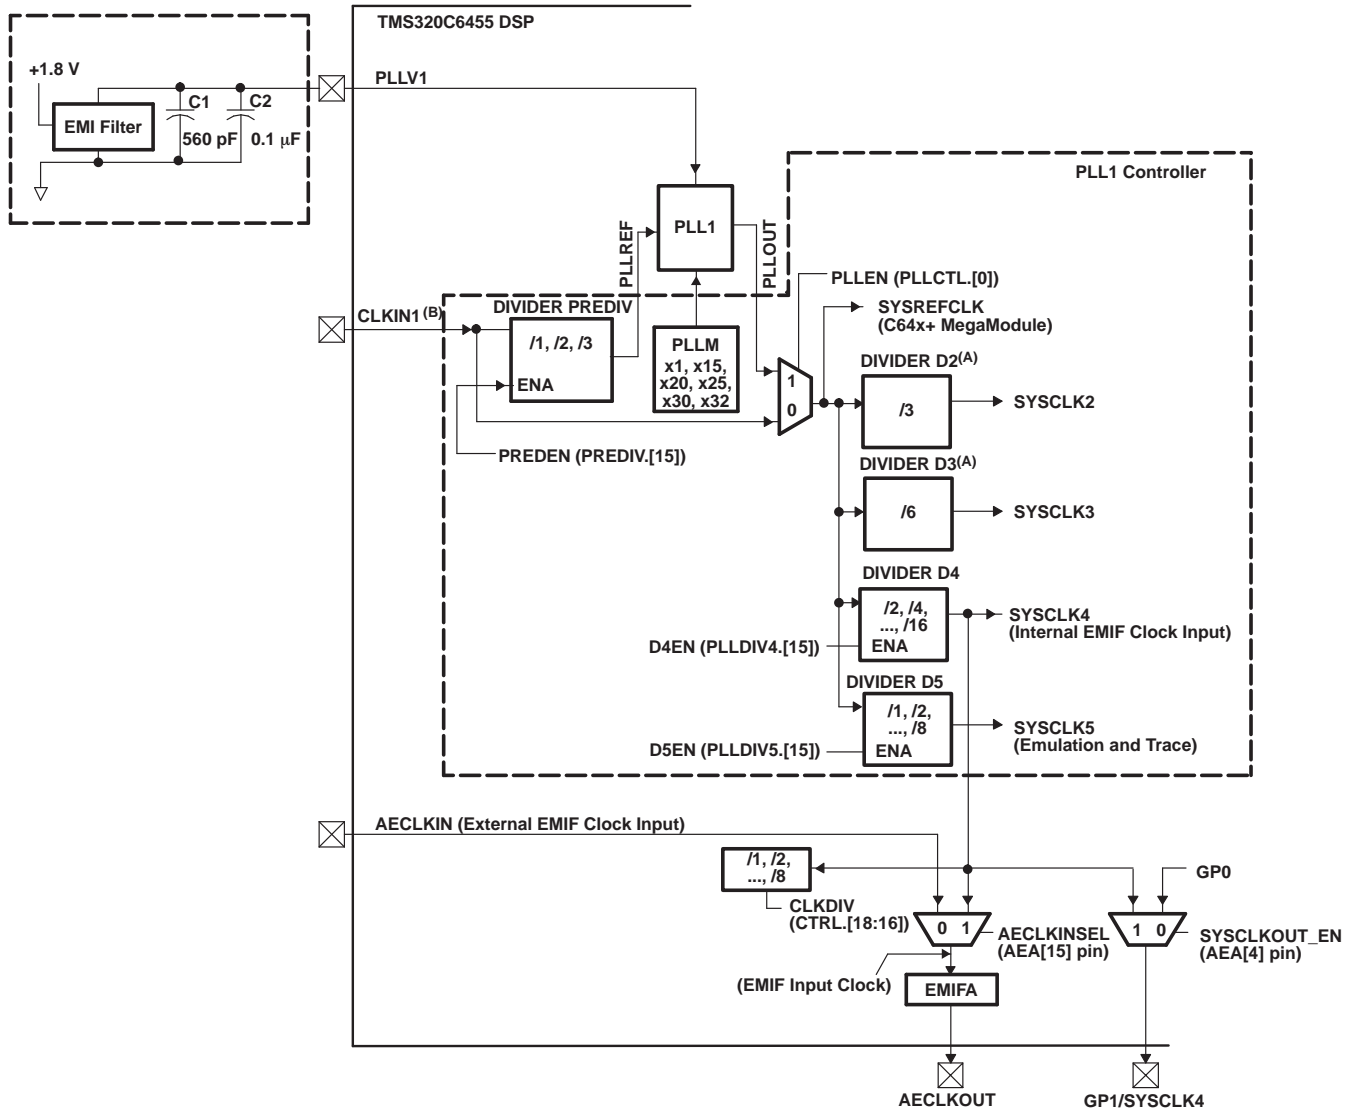 TMS320C6455 DSP
+1.8 V
EMI Filter
C1
C2
560 pF
0.1 μF
PLLV1
PLL1 Controller
PLLREF
PLL1
PLLOUT
PLLEN (PLLCTL.[0])
CLKIN1 (B)
DIVIDER PREDIV
/1, /2, /3
ENA
PREDEN (PREDIV.[15])
PLLM
x1, x15,
x20, x25,
x30, x32
1
0
SYSREFCLK
(C64x+ MegaModule)
DIVIDER D2(A)
/3
SYSCLK2
DIVIDER D3(A)
/6
SYSCLK3
DIVIDER D4
/2, /4,
..., /16
ENA
D4EN (PLLDIV4.[15])
SYSCLK4
(Internal EMIF Clock Input)
DIVIDER D5
/1, /2,
..., /8
ENA
D5EN (PLLDIV5.[15])
SYSCLK5
(Emulation and Trace)
AECLKIN (External EMIF Clock Input)
/1, /2,
..., /8
CLKDIV
(CTRL.[18:16])
0 1
AECLKINSEL
(AEA[15] pin)
GP0
1 0
SYSCLKOUT_EN
(AEA[4] pin)
(EMIF Input Clock)
EMIFA
AECLKOUT
GP1/SYSCLK4